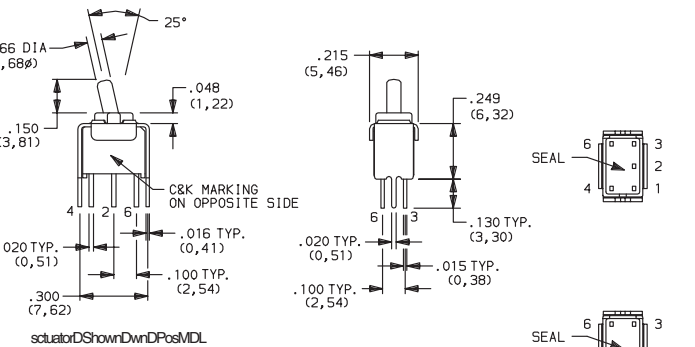 25°
66 DIA
,68ø)
.048
(1,22)
.150
(3,81)
C&K MARKING
ON OPPOSITE SIDE
4 2 6
.016 TYP.
(0,41)
020 TYP.
(0,51)
.100 TYP.
(2,54)
.300
(7,62)
sctuatorDShownDwnDPosMDL
.215
(5,46)
.249
(6,32)
6 3
.130 TYP.
(3,30)
.020 TYP.
(0,51)
.015 TYP.
(0,38)
.100 TYP.
(2,54)
6 3
SEAL
2
4 1
6 3
SEAL